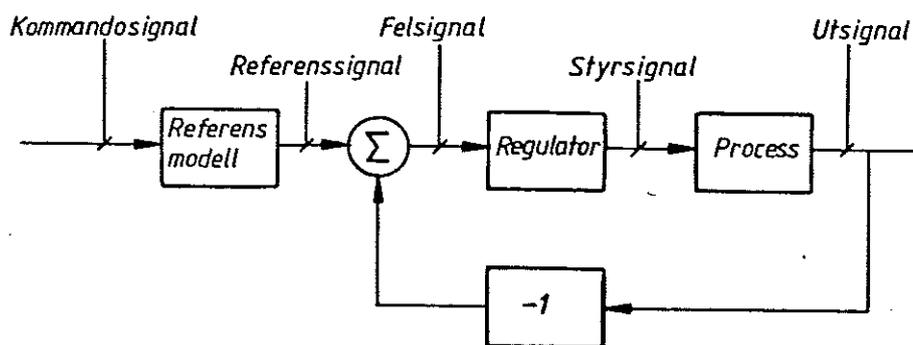 Kommandosignal
Referenssignal
Felsignal
Styrsignal
Utsignal
Referens
modell
Σ
Regulator
Process
-1